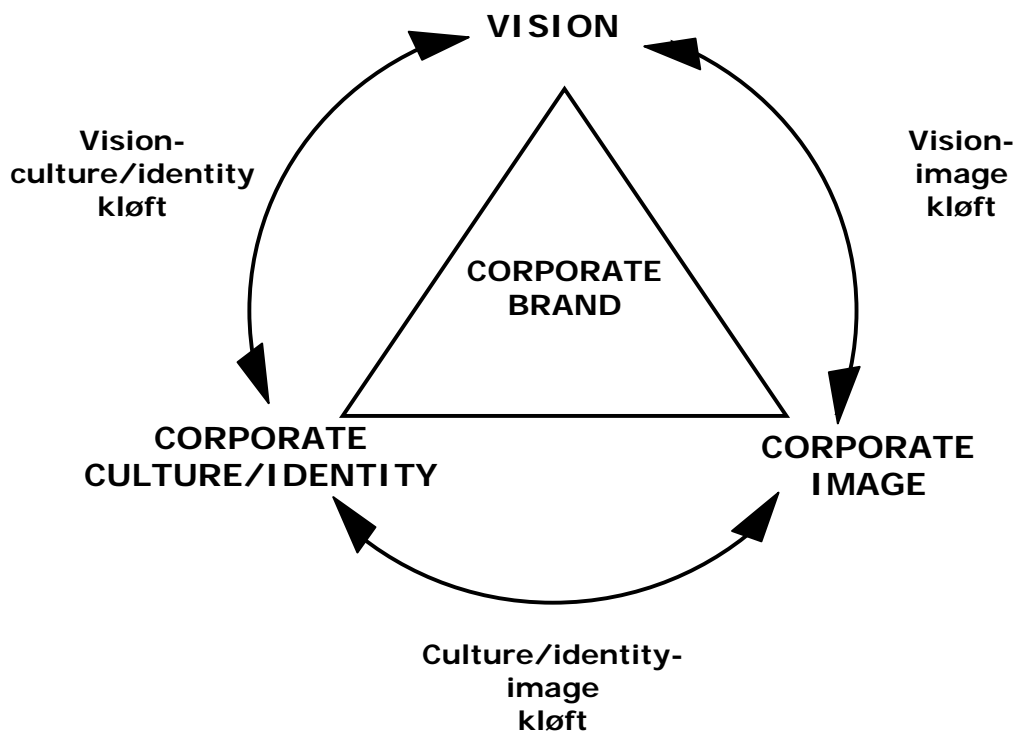 VISION
Vision-
culture/identity
kløft
Vision-
image
kløft
CORPORATE
BRAND
CORPORATE
CULTURE/IDENTITY
CORPORATE
IMAGE
Culture/identity-
image
kløft